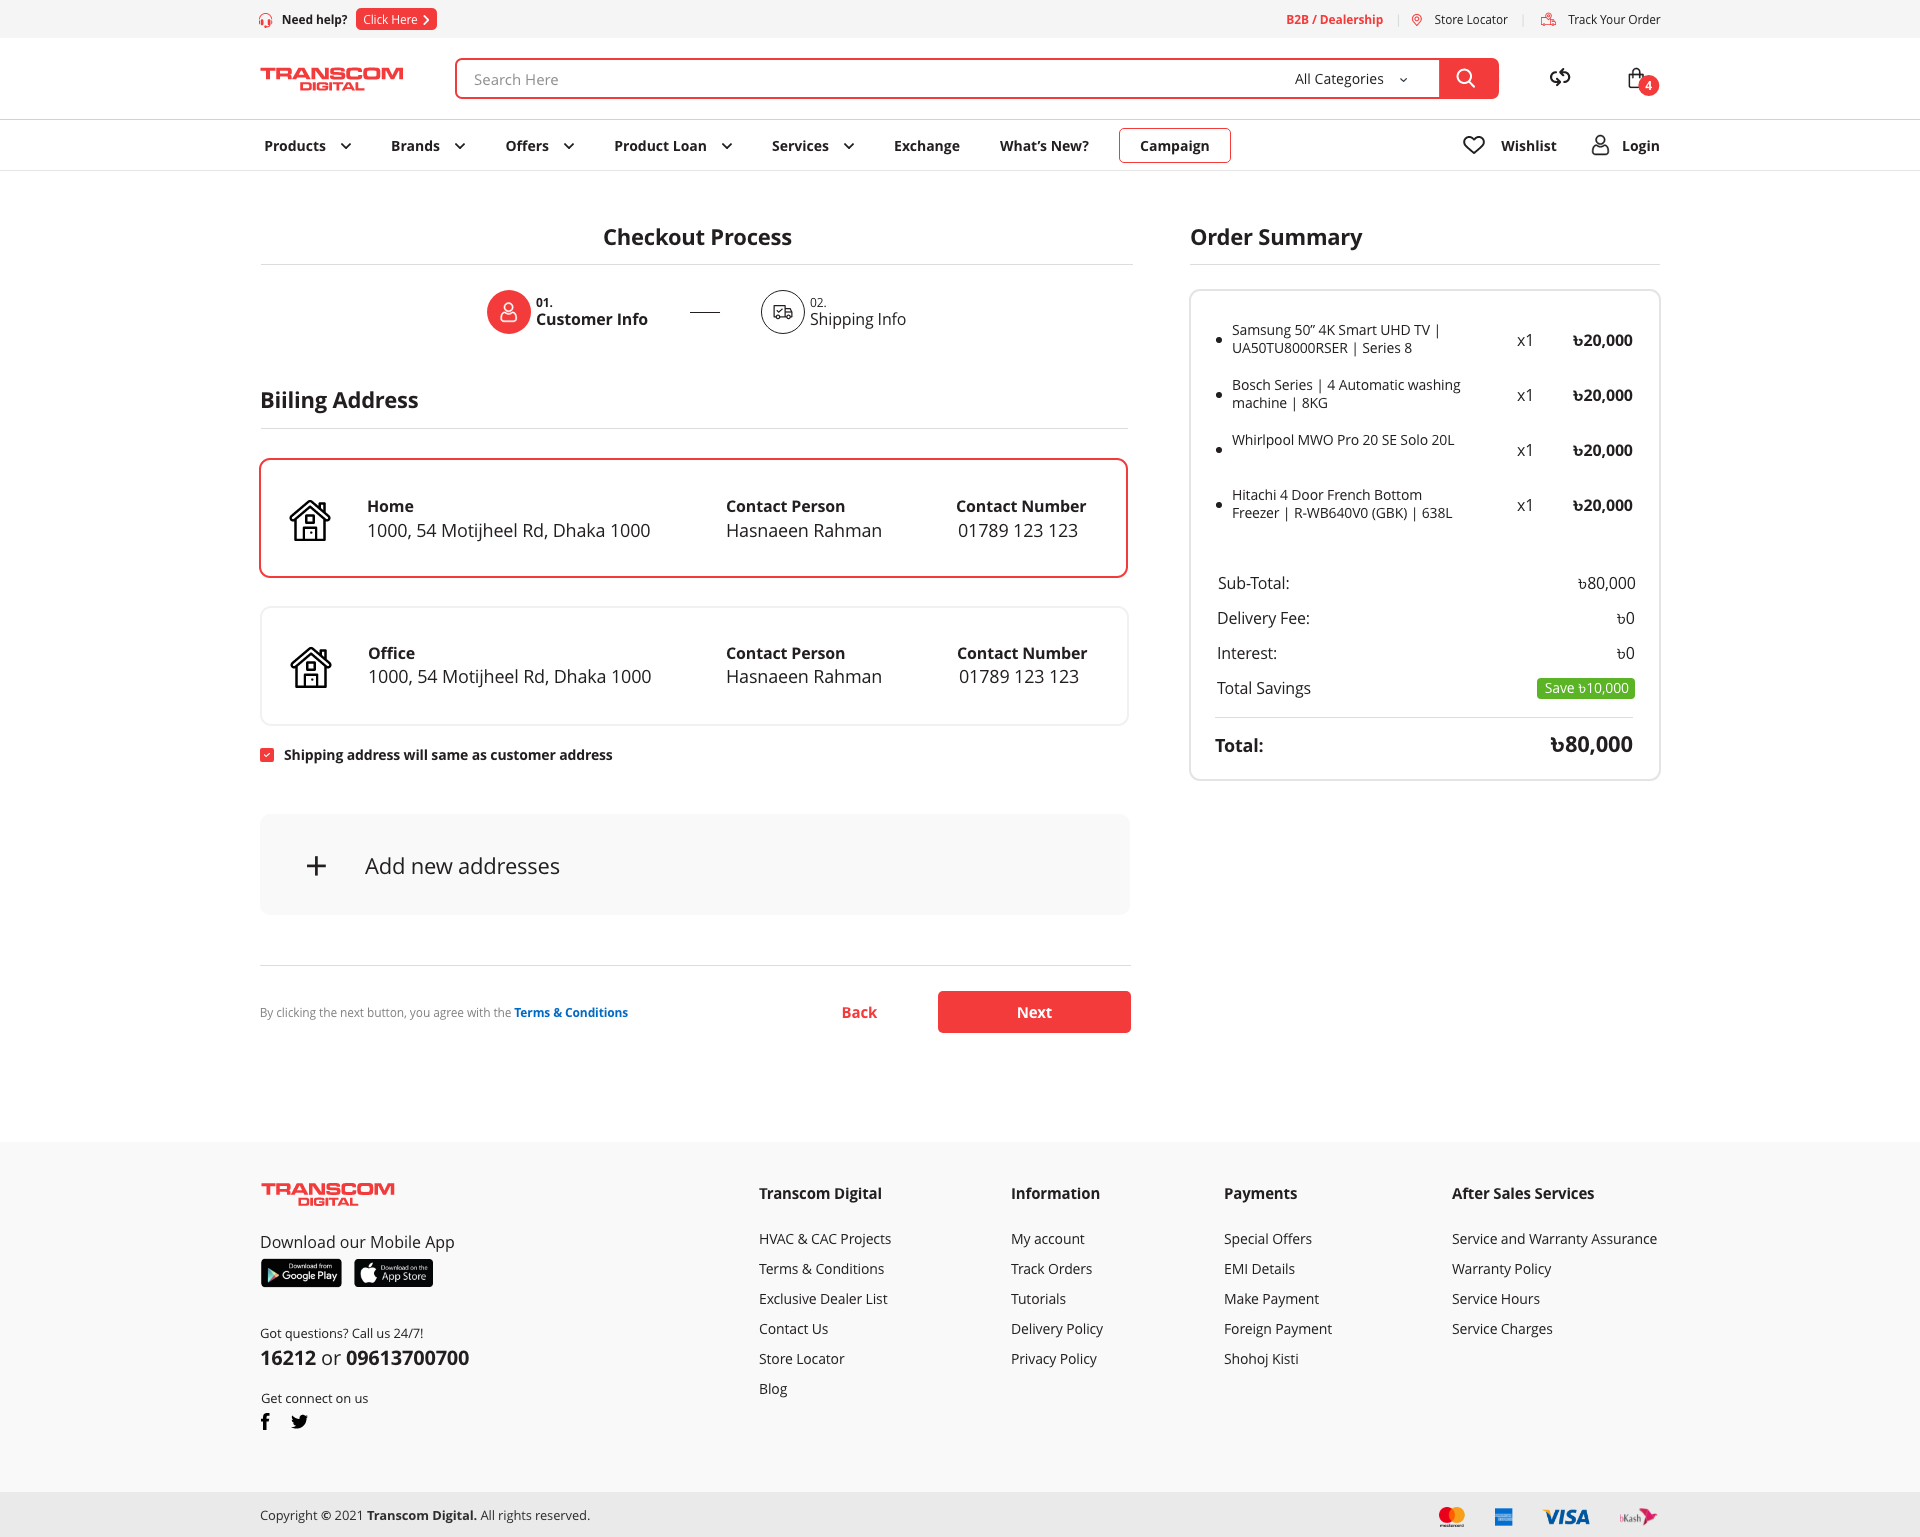 Need help? Click Here
B2B / Dealership | Store Locator | Track Your Order
TRANSCOM
DIGITAL
Search Here
All Categories
4
Products
Brands
Offers
Product Loan
Services
Exchange
What's New?
Campaign
Wishlist
Login
Checkout Process
01.
Customer Info
02.
Shipping Info
Biiling Address
Home
1000, 54 Motijheel Rd, Dhaka 1000
Contact Person
Hasnaeen Rahman
Contact Number
01789 123 123
Office
1000, 54 Motijheel Rd, Dhaka 1000
Contact Person
Hasnaeen Rahman
Contact Number
01789 123 123
Shipping address will same as customer address
Add new addresses
By clicking the next button, you agree with the Terms & Conditions
Back
Next
Order Summary
Samsung 50” 4K Smart UHD TV |
UA50TU8000RSER | Series 8
x1
৳20,000
Bosch Series | 4 Automatic washing
machine | 8KG
x1
৳20,000
Whirlpool MWO Pro 20 SE Solo 20L
x1
৳20,000
Hitachi 4 Door French Bottom
Freezer | R-WB640V0 (GBK) | 638L
x1
৳20,000
Sub-Total: ৳80,000
Delivery Fee: ৳0
Interest: ৳0
Total Savings Save ৳10,000
Total: ৳80,000
TRANSCOM
DIGITAL
Download our Mobile App
Download from
Google Play
Download on the
App Store
Got questions? Call us 24/7!
16212 or 09613700700
Get connect on us
Transcom Digital
HVAC & CAC Projects
Terms & Conditions
Exclusive Dealer List
Contact Us
Store Locator
Blog
Information
My account
Track Orders
Tutorials
Delivery Policy
Privacy Policy
Payments
Special Offers
EMI Details
Make Payment
Foreign Payment
Shohoj Kisti
After Sales Services
Service and Warranty Assurance
Warranty Policy
Service Hours
Service Charges
Copyright © 2021 Transcom Digital. All rights reserved.
mastercard
VISA
bKash